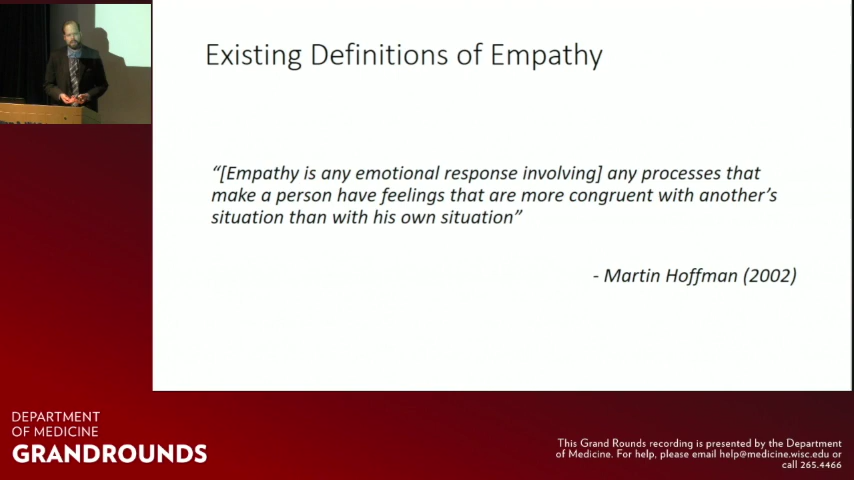 Existing Definitions of Empathy
“[Empathy is any emotional response involving] any processes that
make a person have feelings that are more congruent with another’s
situation than with his own situation”
- Martin Hoffman (2002)
DEPARTMENT
OF MEDICINE
GRANDROUNDS
This Grand Rounds recording is presented by the Department
of Medicine. For help, please email help@medicine.wisc.edu or
call 265.4466